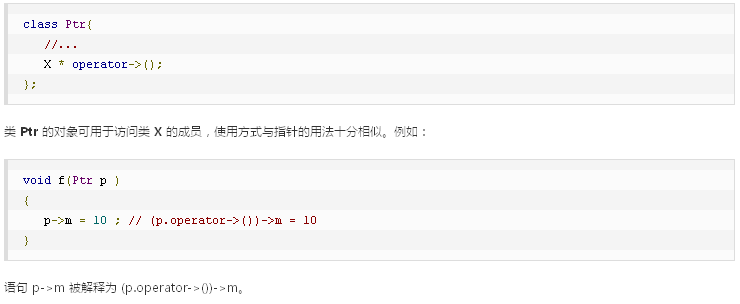 class Ptr{
//...
X * operator->();
};
类 Ptr 的对象可用于访问类 X 的成员，使用方式与指针的用法十分相似。例如：
void f(Ptr p )
{
p->m = 10 ; // (p.operator->())->m = 10
}
语句 p->m 被解释为 (p.operator->())->m。